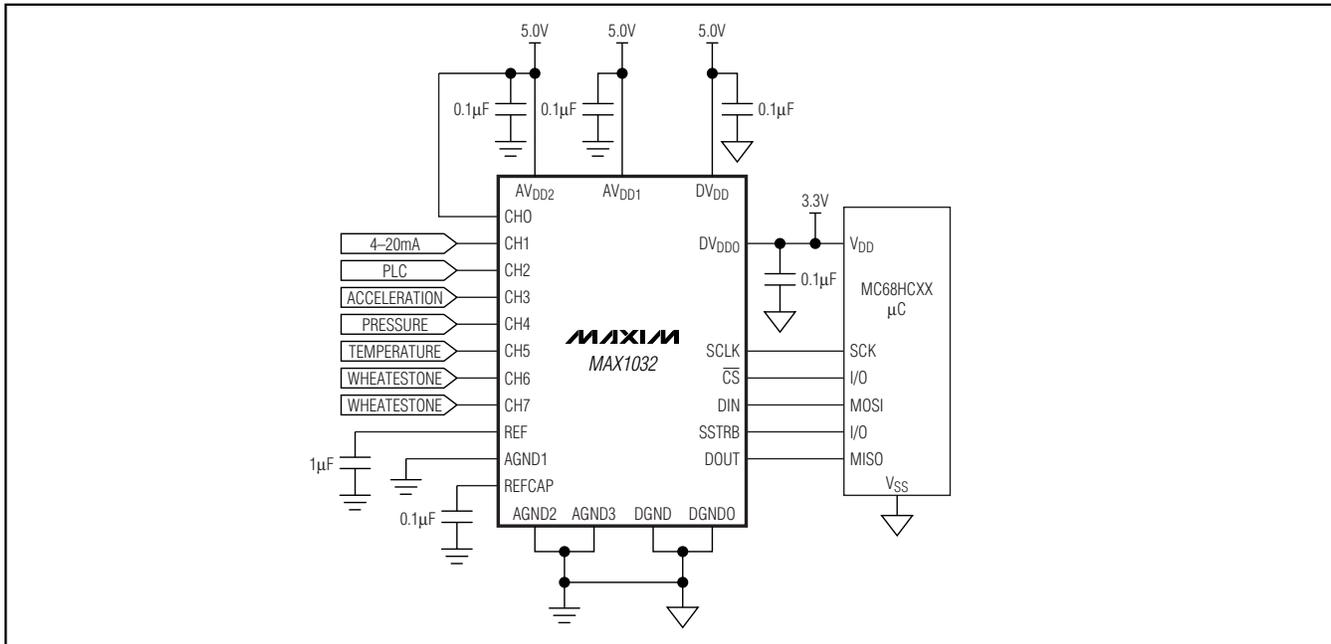 5.0V 5.0V 5.0V
0.1µF 0.1µF 0.1µF
AVDD2 AVDD1 DVDD
3.3V
CH0
4–20mA CH1 DVDDO VDD
PLC CH2 0.1µF
ACCELERATION CH3 MC68HCXX
µC
PRESSURE CH4
MAXIM
MAX1032
TEMPERATURE CH5 SCLK SCK
WHEATESTONE CH6 CS I/O
WHEATESTONE CH7 DIN MOSI
REF SSTRB I/O
1µF AGND1 DOUT MISO
REFCAP VSS
0.1µF AGND2 AGND3 DGND DGNDO